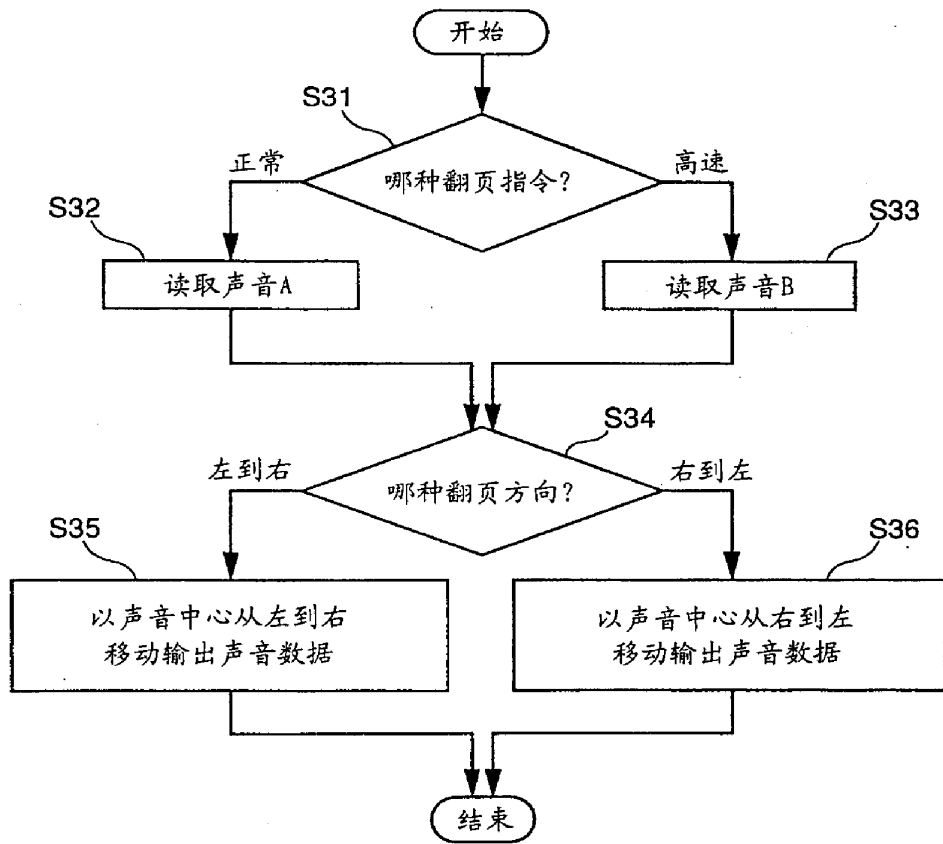 开始
S31
正常
哪种翻页指令?
高速
S32
S33
读取声音A
读取声音B
S34
左到右
哪种翻页方向?
右到左
S35
S36
以声音中心从左到右
移动输出声音数据
以声音中心从右到左
移动输出声音数据
结束